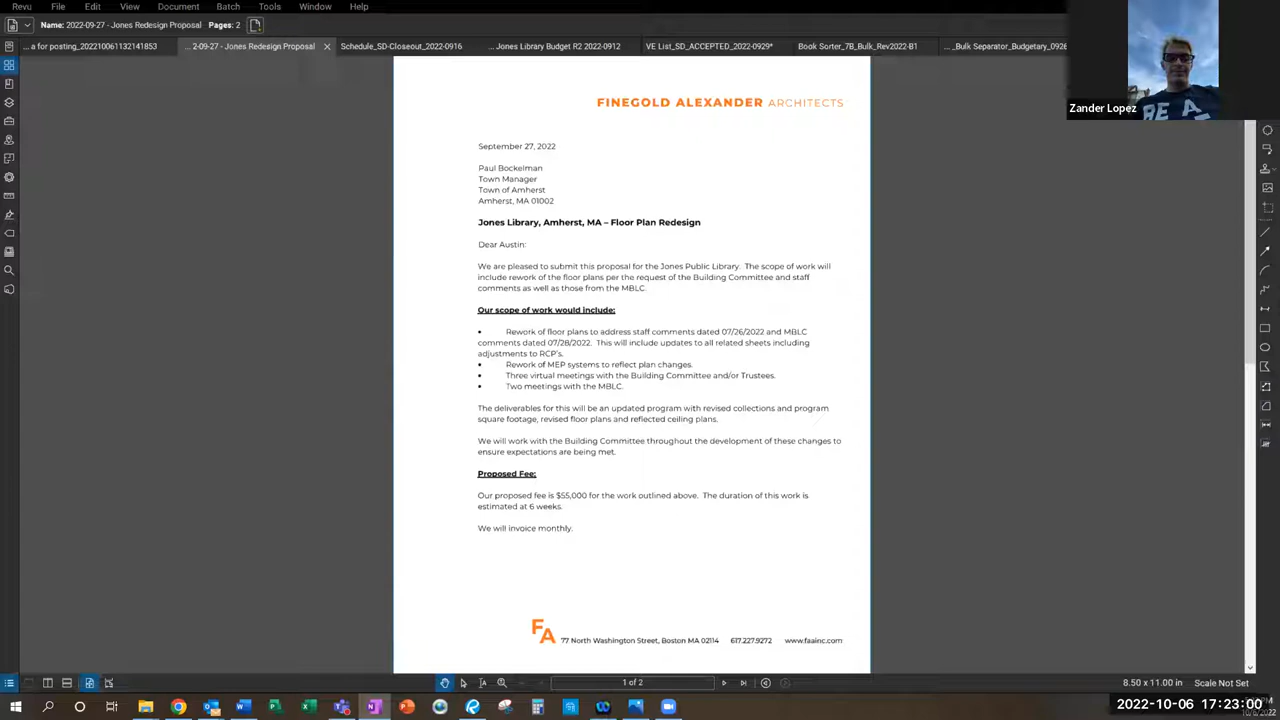 Revu File Edit View Document Batch Tools Window Help
Name: 2022-09-27 - Jones Redesign Proposal Pages: 2
... a for posting_20221006113214​1853 ... 2-09-27 - Jones Redesign Proposal Schedule_SD-Closeout_2022-0916 ... Jones Library Budget R2 2022-0912 VE List_SD_ACCEPTED_2022-0929* Book Sorter_7B_Bulk_Rev2022-B1 ..._Bulk Separator_Budgetary_0926
Zander Lopez
FINEGOLD ALEXANDER ARCHITECTS
September 27, 2022
Paul Bockelman
Town Manager
Town of Amherst
Amherst, MA 01002
Jones Library, Amherst, MA – Floor Plan Redesign
Dear Austin:
We are pleased to submit this proposal for the Jones Public Library. The scope of work will
include rework of the floor plans per the request of the Building Committee and staff
comments as well as those from the MBLC.
Our scope of work would include:
• Rework of floor plans to address staff comments dated 07/26/2022 and MBLC
comments dated 07/28/2022. This will include updates to all related sheets including
adjustments to RCP's.
• Rework of MEP systems to reflect plan changes.
• Three virtual meetings with the Building Committee and/or Trustees.
• Two meetings with the MBLC.
The deliverables for this will be an updated program with revised collections and program
square footage, revised floor plans and reflected ceiling plans.
We will work with the Building Committee throughout the development of these changes to
ensure expectations are being met.
Proposed Fee:
Our proposed fee is $55,000 for the work outlined above. The duration of this work is
estimated at 6 weeks.
We will invoice monthly.
FA 77 North Washington Street, Boston MA 02114 617.227.9272 www.faainc.com
1 of 2 8.50 x 11.00 in Scale Not Set
2022-10-06 17:23:00